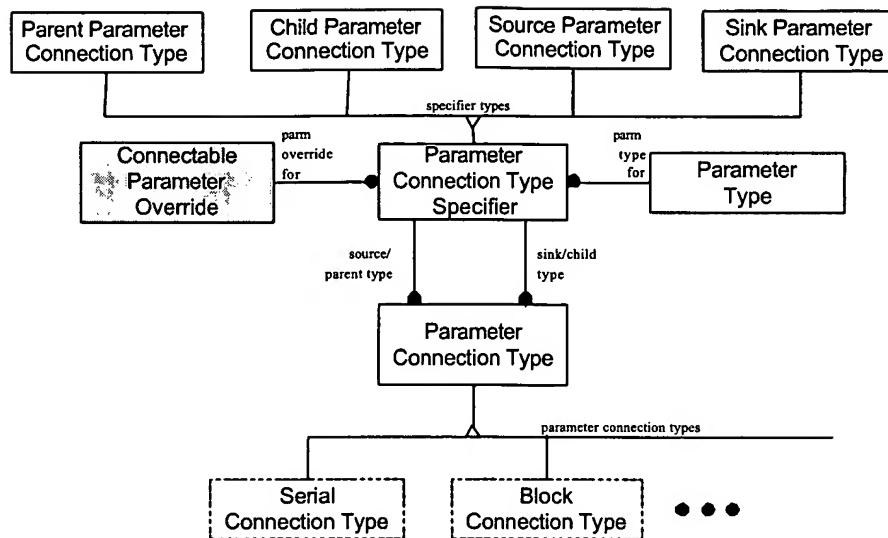 Parent Parameter
Connection Type
Child Parameter
Connection Type
Source Parameter
Connection Type
Sink Parameter
Connection Type
specifier types
Connectable
Parameter
Override
parm
override
for
Parameter
Connection Type
Specifier
parm
type
for
Parameter
Type
source/
parent type
sink/child
type
Parameter
Connection Type
parameter connection types
Serial
Connection Type
Block
Connection Type